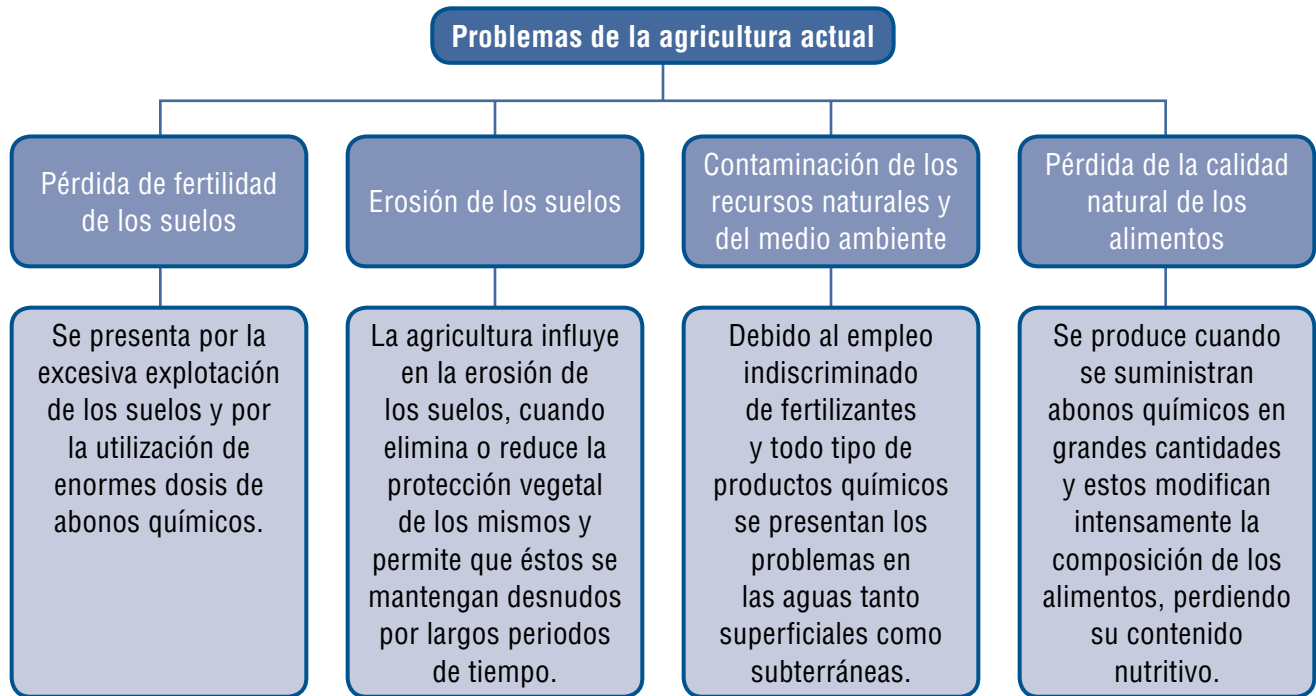 Problemas de la agricultura actual
Pérdida de fertilidad
de los suelos
Erosión de los suelos
Contaminación de los
recursos naturales y
del medio ambiente
Pérdida de la calidad
natural de los
alimentos
Se presenta por la
excesiva explotación
de los suelos y por
la utilización de
enormes dosis de
abonos químicos.
La agricultura influye
en la erosión de
los suelos, cuando
elimina o reduce la
protección vegetal
de los mismos y
permite que éstos se
mantengan desnudos
por largos periodos
de tiempo.
Debido al empleo
indiscriminado
de fertilizantes
y todo tipo de
productos químicos
se presentan los
problemas en
las aguas tanto
superficiales como
subterráneas.
Se produce cuando
se suministran
abonos químicos en
grandes cantidades
y estos modifican
intensamente la
composición de los
alimentos, perdiendo
su contenido
nutritivo.